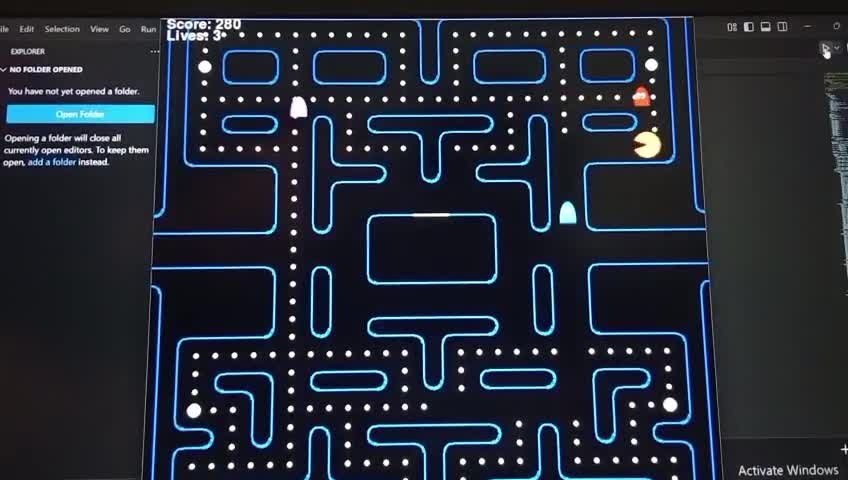 Score: 280
Lives: 3
ile Edit Selection View Go Run
EXPLORER
NO FOLDER OPENED
You have not yet opened a folder.
Open Folder
Opening a folder will close all
currently open editors. To keep them
open, add a folder instead.
Activate Windows